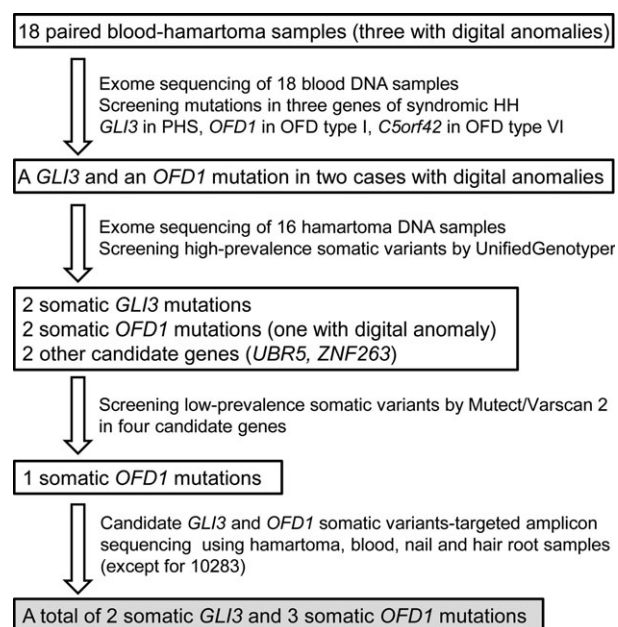 18 paired blood-hamartoma samples (three with digital anomalies)
Exome sequencing of 18 blood DNA samples
Screening mutations in three genes of syndromic HH
GLI3 in PHS, OFD1 in OFD type I, C5orf42 in OFD type VI
A GLI3 and an OFD1 mutation in two cases with digital anomalies
Exome sequencing of 16 hamartoma DNA samples
Screening high-prevalence somatic variants by UnifiedGenotyper
2 somatic GLI3 mutations
2 somatic OFD1 mutations (one with digital anomaly)
2 other candidate genes (UBR5, ZNF263)
Screening low-prevalence somatic variants by Mutect/Varscan 2
in four candidate genes
1 somatic OFD1 mutations
Candidate GLI3 and OFD1 somatic variants-targeted amplicon
sequencing using hamartoma, blood, nail and hair root samples
(except for 10283)
A total of 2 somatic GLI3 and 3 somatic OFD1 mutations